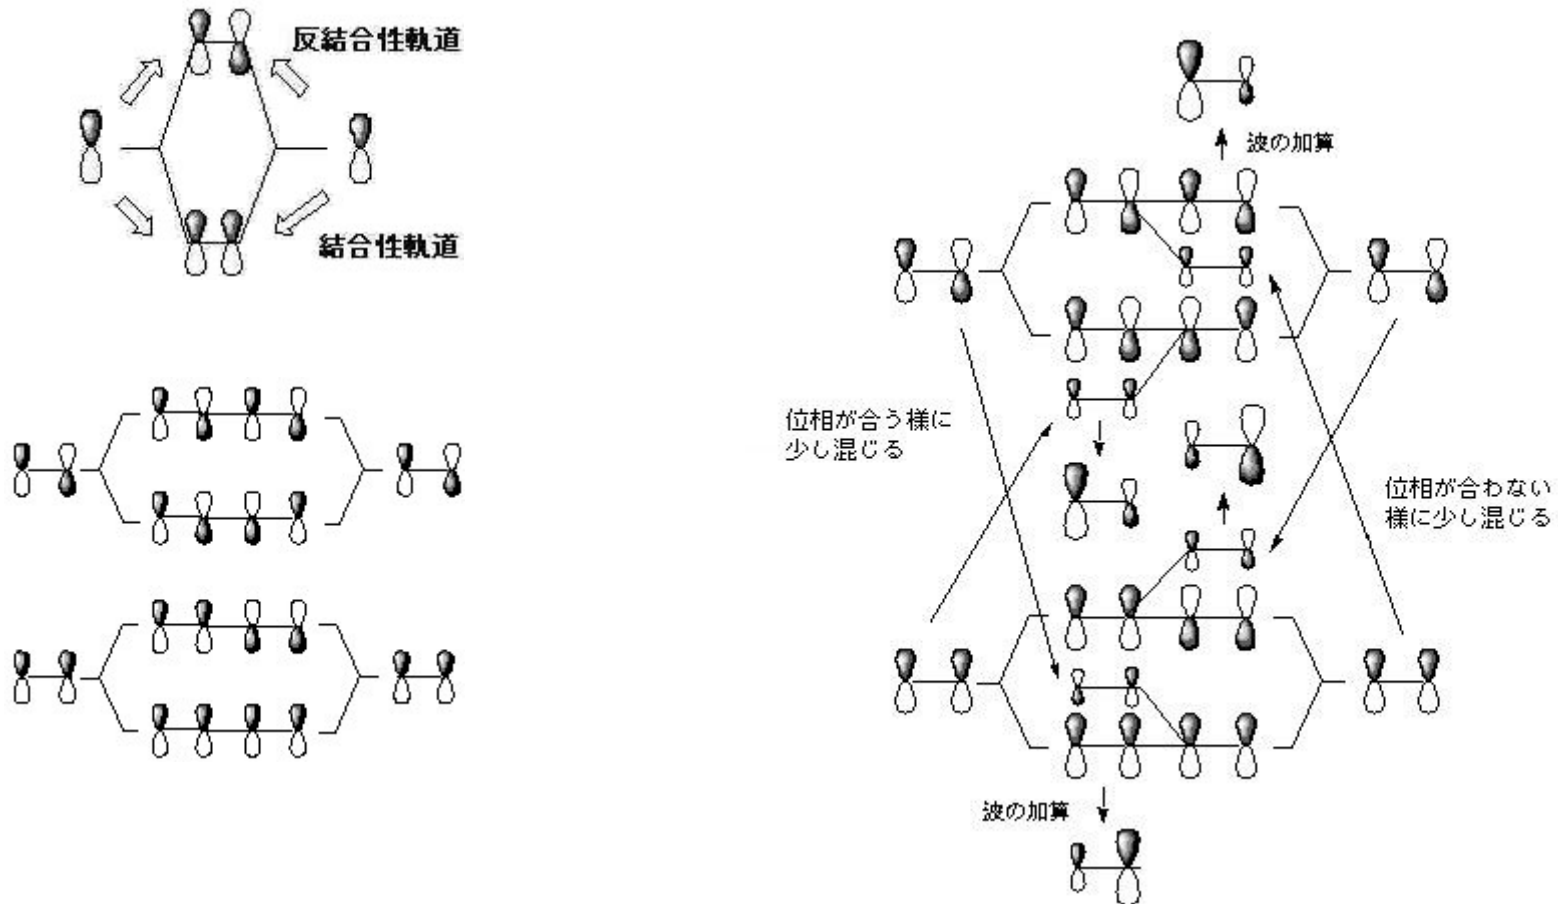 反結合性軌道
結合性軌道
波の加算
位相が合う様に
少し混じる
位相が合わない
様に少し混じる
波の加算